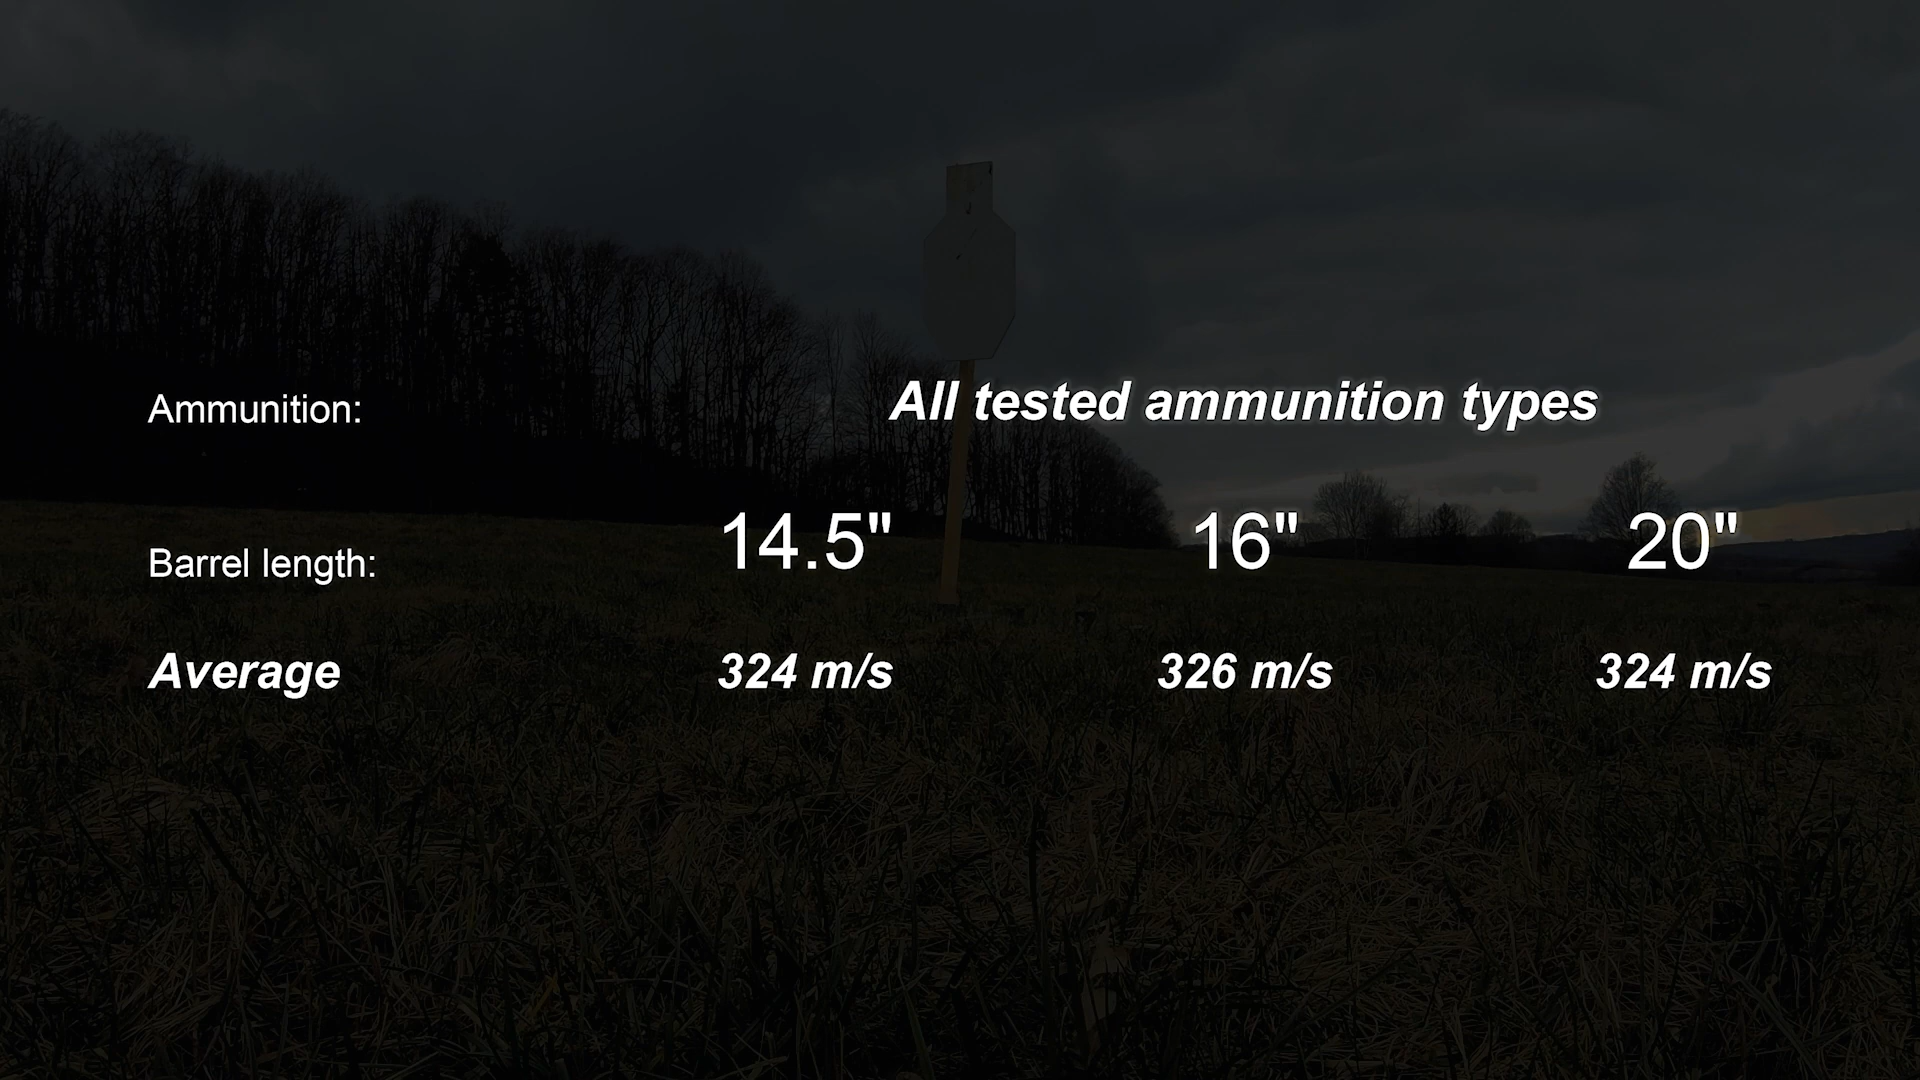 Ammunition: All tested ammunition types
Barrel length: 14.5" 16" 20"
Average 324 m/s 326 m/s 324 m/s